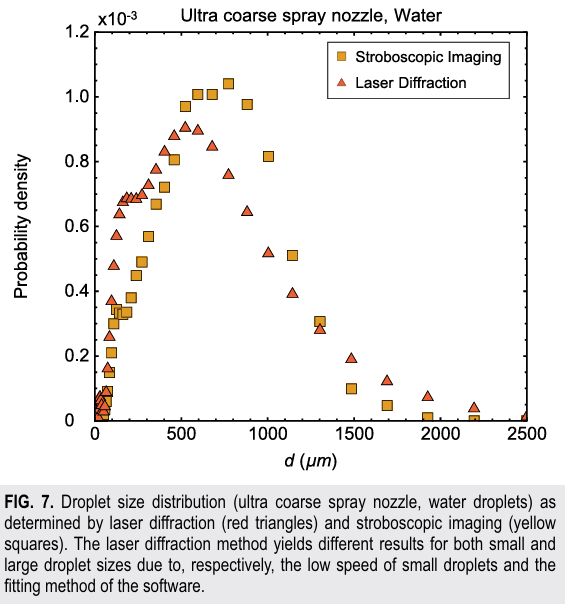 Ultra coarse spray nozzle, Water
x10-3
1.2
1.0
0.8
0.6
0.4
0.2
0
Probability density
Stroboscopic Imaging
Laser Diffraction
0 500 1000 1500 2000 2500
d (μm)
FIG. 7. Droplet size distribution (ultra coarse spray nozzle, water droplets) as
determined by laser diffraction (red triangles) and stroboscopic imaging (yellow
squares). The laser diffraction method yields different results for both small and
large droplet sizes due to, respectively, the low speed of small droplets and the
fitting method of the software.